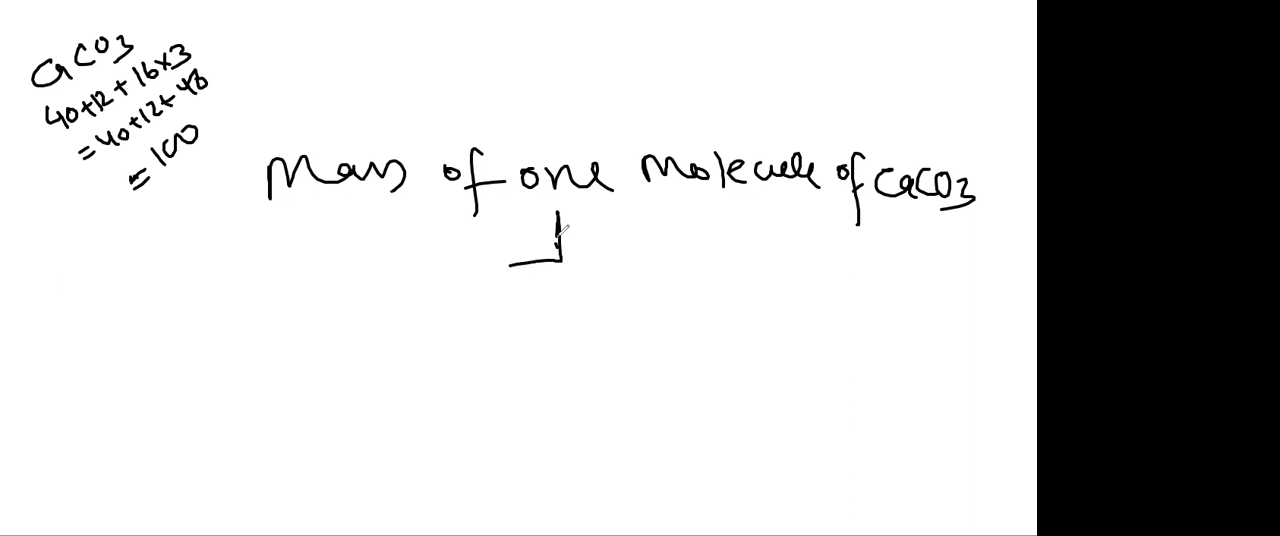 CaCO3
40+12+16×3
=40+12+48
=100
Mass of one Molecule of CaCO3